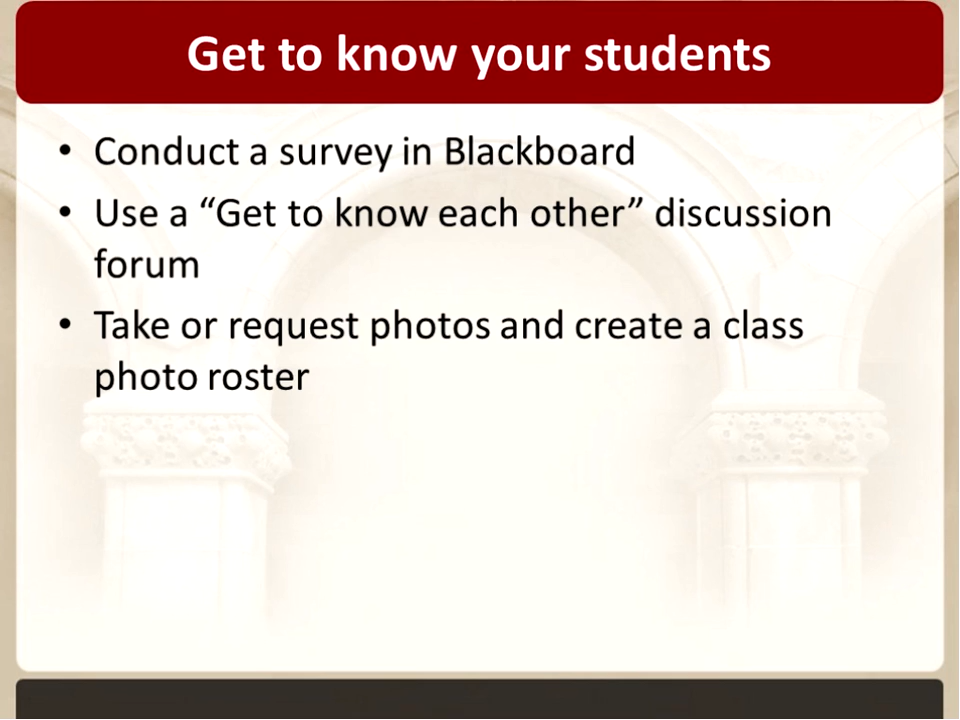 Get to know your students
• Conduct a survey in Blackboard
• Use a “Get to know each other” discussion
forum
• Take or request photos and create a class
photo roster